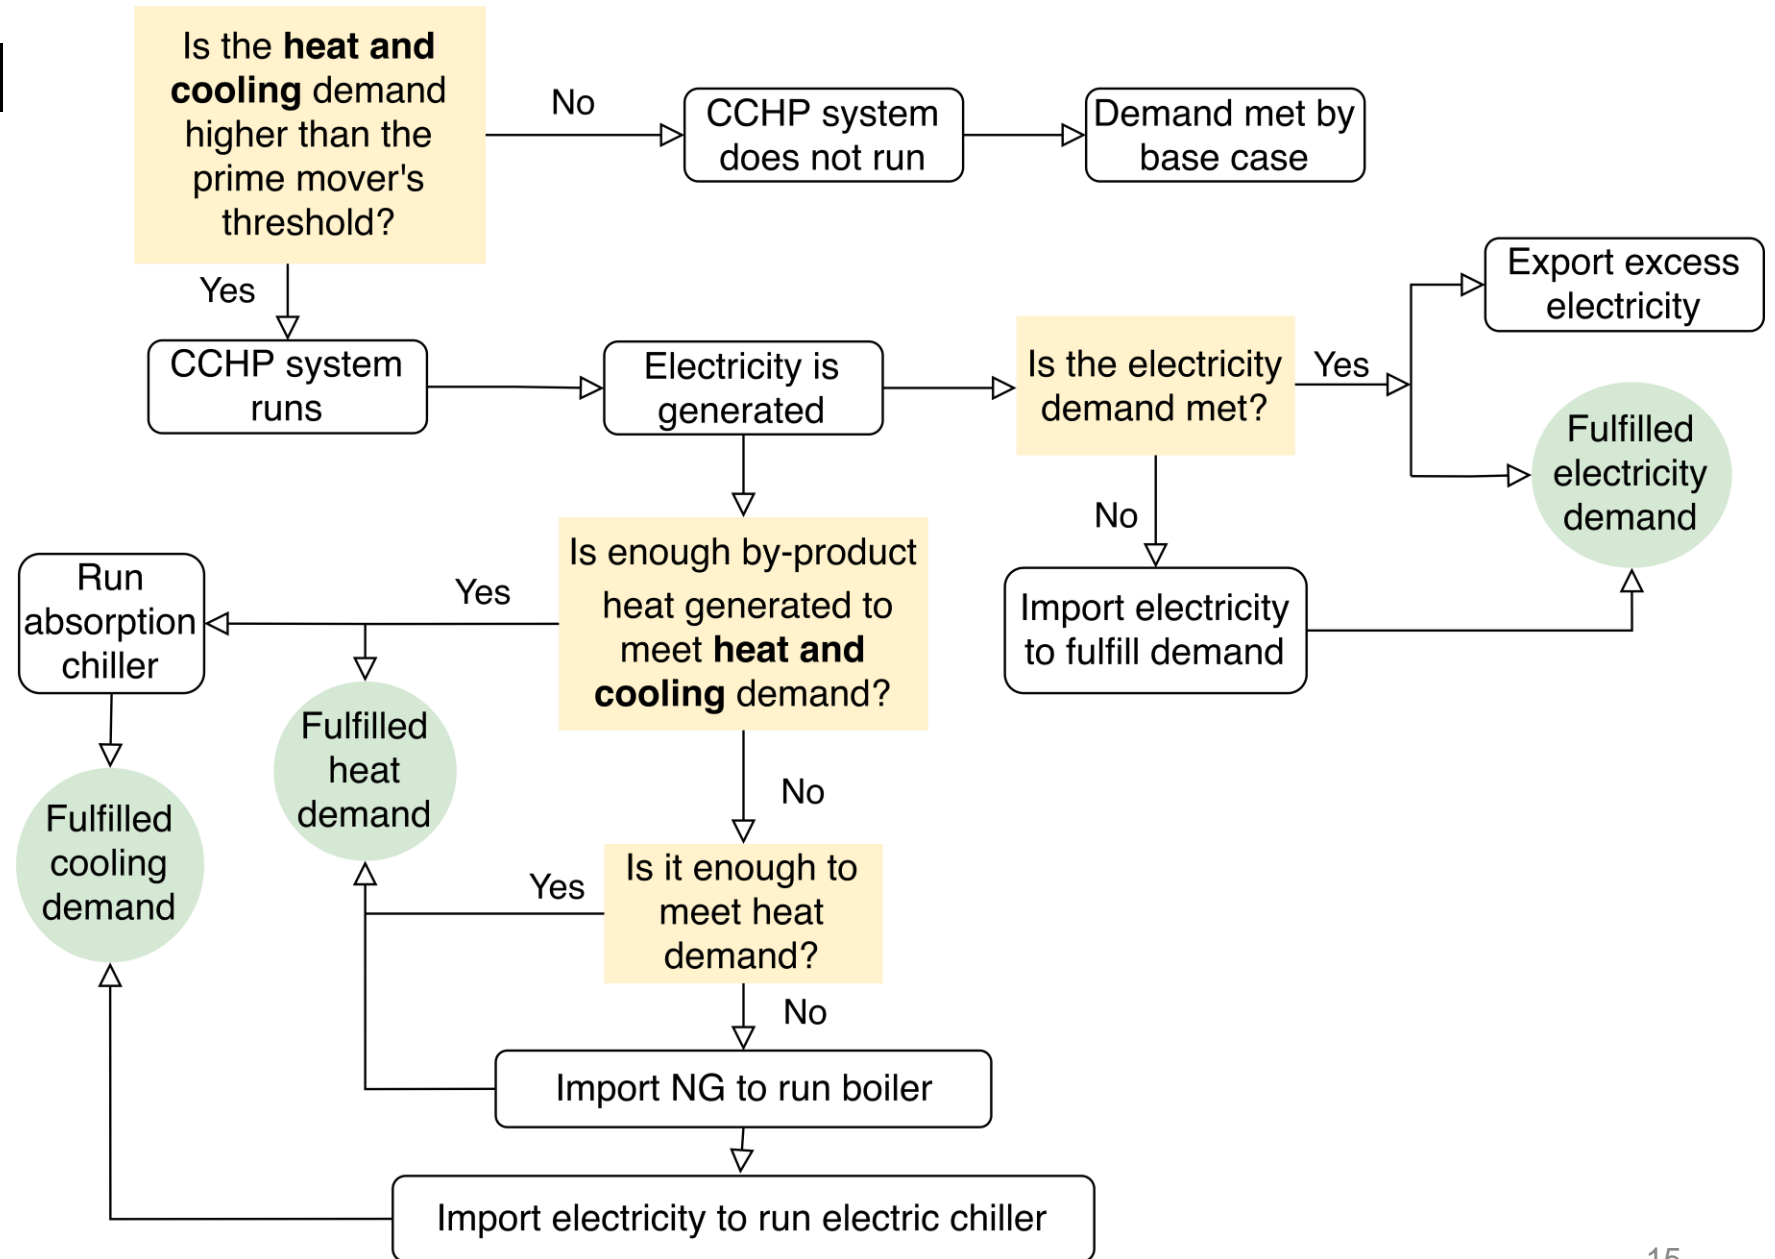 Is the heat and
cooling demand
higher than the
prime mover's
threshold?
No
CCHP system
does not run
Demand met by
base case
Yes
CCHP system
runs
Electricity is
generated
Is the electricity
demand met?
Yes
Export excess
electricity
Fulfilled
electricity
demand
No
Import electricity
to fulfill demand
Is enough by-product
heat generated to
meet heat and
cooling demand?
Yes
Run
absorption
chiller
Fulfilled
heat
demand
Fulfilled
cooling
demand
No
Is it enough to
meet heat
demand?
Yes
No
Import NG to run boiler
Import electricity to run electric chiller
15